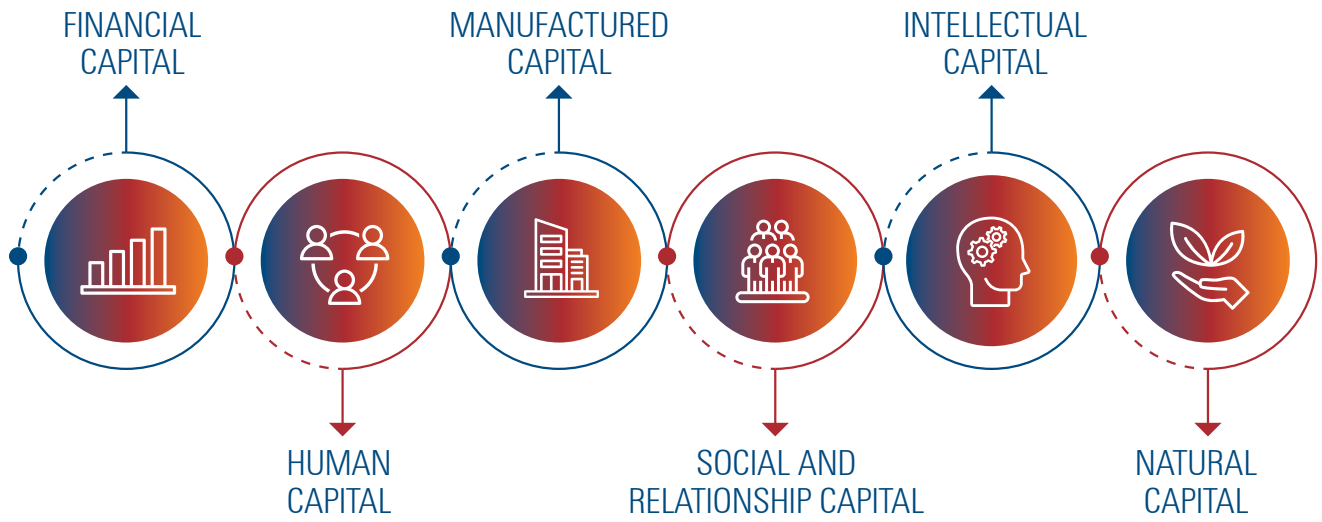 FINANCIAL
CAPITAL
MANUFACTURED
CAPITAL
INTELLECTUAL
CAPITAL
HUMAN
CAPITAL
SOCIAL AND
RELATIONSHIP CAPITAL
NATURAL
CAPITAL